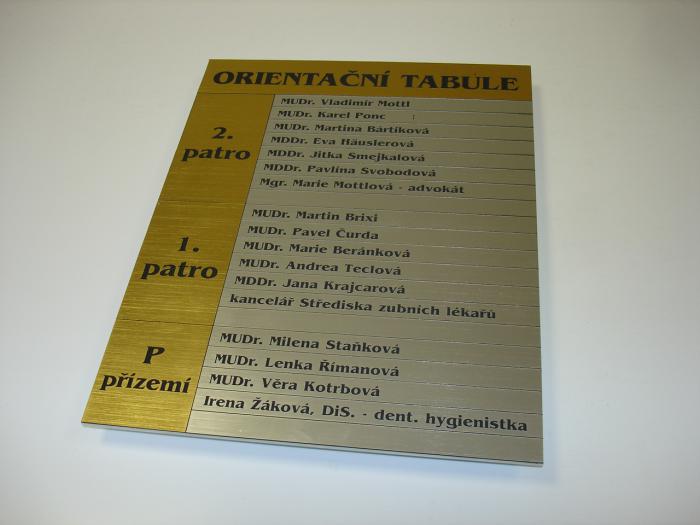 ORIENTAČNÍ TABULE
2.
patro
MUDr. Vladimír Mottl
MUDr. Karel Ponc
MUDr. Martina Bártíková
MDDr. Eva Häuslerová
MDDr. Jitka Smejkalová
MDDr. Pavlína Svobodová
Mgr. Marie Mottlová - advokát
1.
patro
MUDr. Martin Brixi
MUDr. Pavel Čurda
MUDr. Marie Beránková
MUDr. Andrea Teclová
MDDr. Jana Krajcarová
kancelář Střediska zubních lékařů
P
přízemí
MUDr. Milena Staňková
MUDr. Lenka Římanová
MUDr. Věra Kotrbová
Irena Žáková, DiS. - dent. hygienistka